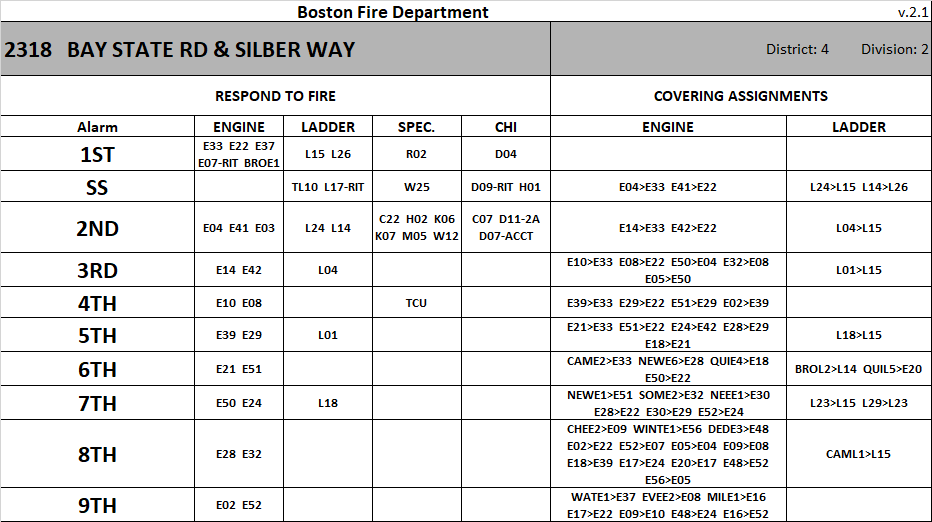 Boston Fire Department v.2.1
2318 BAY STATE RD & SILBER WAY District: 4 Division: 2
RESPOND TO FIRE COVERING ASSIGNMENTS
Alarm ENGINE LADDER SPEC. CHI ENGINE LADDER
E33 E22 E37
1ST L15 L26 R02 D04
E07-RIT BROE1
SS TL10 L17-RIT W25 D09-RIT H01 E04>E33 E41>E22 L24>L15 L14>L26
C22 H02 K06 C07 D11-2A
2ND E04 E41 E03 L24 L14 E14>E33 E42>E22 L04>L15
K07 M05 W12 D07-ACCT
E10>E33 E08>E22 E50>E04 E32>E08
3RD E14 E42 L04 L01>L15
E05>E50
4TH E10 E08 TCU E39>E33 E29>E22 E51>E29 E02>E39
E21>E33 E51>E22 E24>E42 E28>E29
5TH E39 E29 L01 L18>L15
E18>E21
CAME2>E33 NEWE6>E28 QUIE4>E18
6TH E21 E51 BROL2>L14 QUIL5>E20
E50>E22
NEWE1>E51 SOME2>E32 NEEE1>E30
7TH E50 E24 L18 L23>L15 L29>L23
E28>E22 E30>E29 E52>E24
CHEE2>E09 WINTE1>E56 DEDE3>E48
E02>E22 E52>E07 E05>E04 E09>E08
8TH E28 E32 CAML1>L15
E18>E39 E17>E24 E20>E17 E48>E52
E56>E05
WATE1>E37 EVEE2>E08 MILE1>E16
9TH E02 E52
E17>E22 E09>E10 E48>E24 E16>E52